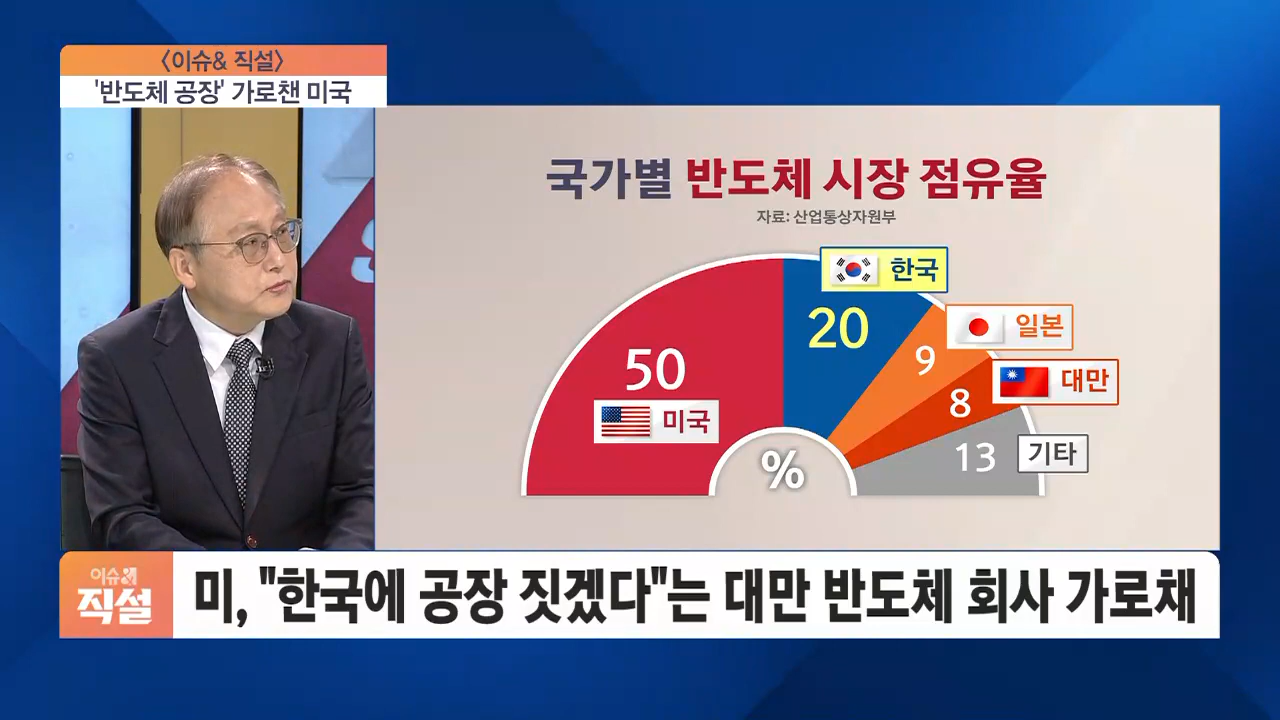 <이슈& 직설>
'반도체 공장' 가로챈 미국
국가별 반도체 시장 점유율
자료: 산업통상자원부
한국
20
일본
9
대만
8
50
미국
13
기타
%
이슈&
직설
미, "한국에 공장 짓겠다"는 대만 반도체 회사 가로채